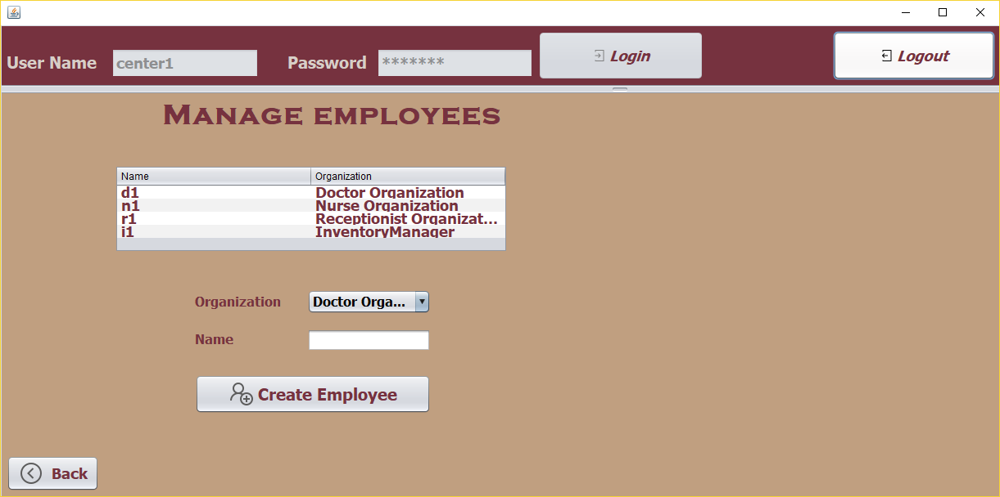 User Name center1 Password ******* Login Logout
MANAGE EMPLOYEES
Name Organization
d1 Doctor Organization
n1 Nurse Organization
r1 Receptionist Organizat...
i1 InventoryManager
Organization Doctor Orga...
Name
Create Employee
Back